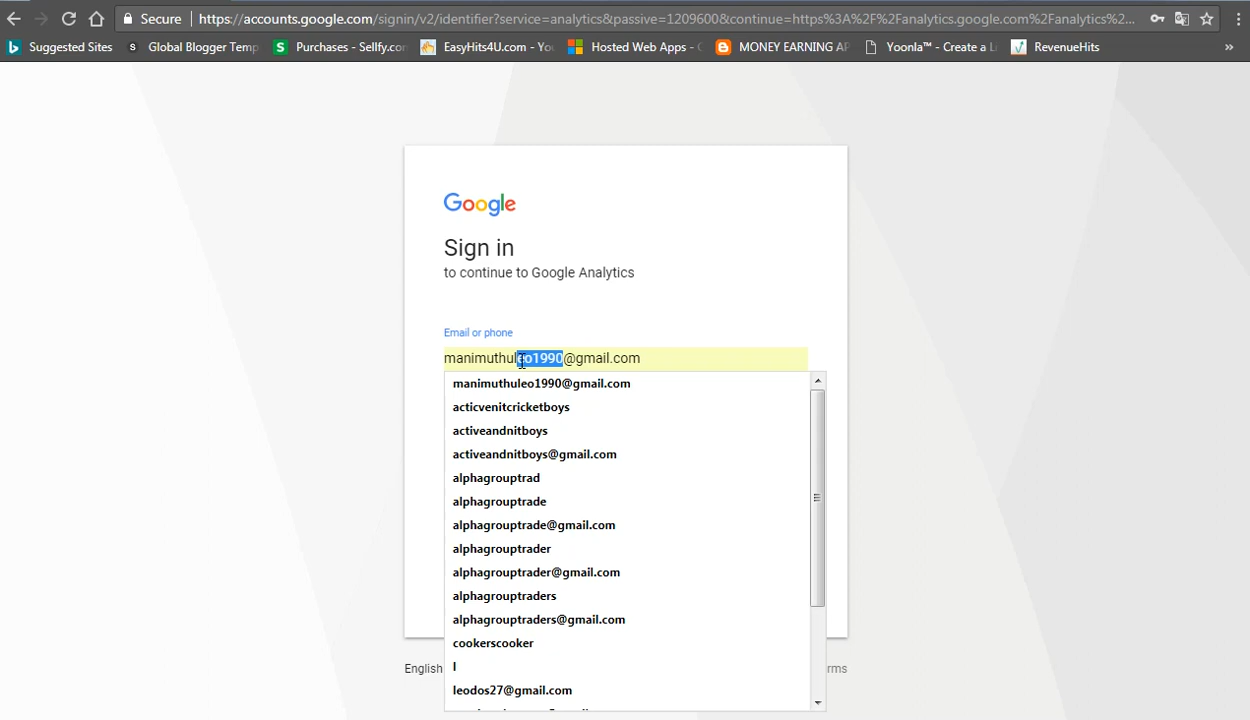 Secure https://accounts.google.com/signin/v2/identifier?service=analytics&passive=1209600&continue=https%3A%2F%2Fanalytics.google.com%2Fanalytics%2...
Suggested Sites Global Blogger Temp Purchases - Sellfy.co EasyHits4U.com - Yo Hosted Web Apps - MONEY EARNING AP Yoonla™ - Create a L RevenueHits »
Google
Sign in
to continue to Google Analytics
Email or phone
manimuthuleo1990@gmail.com
manimuthuleo1990@gmail.com
acticvenitcricketboys
activeandnitboys
activeandnitboys@gmail.com
alphagrouptrad
alphagrouptrade
alphagrouptrade@gmail.com
alphagrouptrader
alphagrouptrader@gmail.com
alphagrouptraders
alphagrouptraders@gmail.com
cookerscooker
l
English rms
leodos27@gmail.com